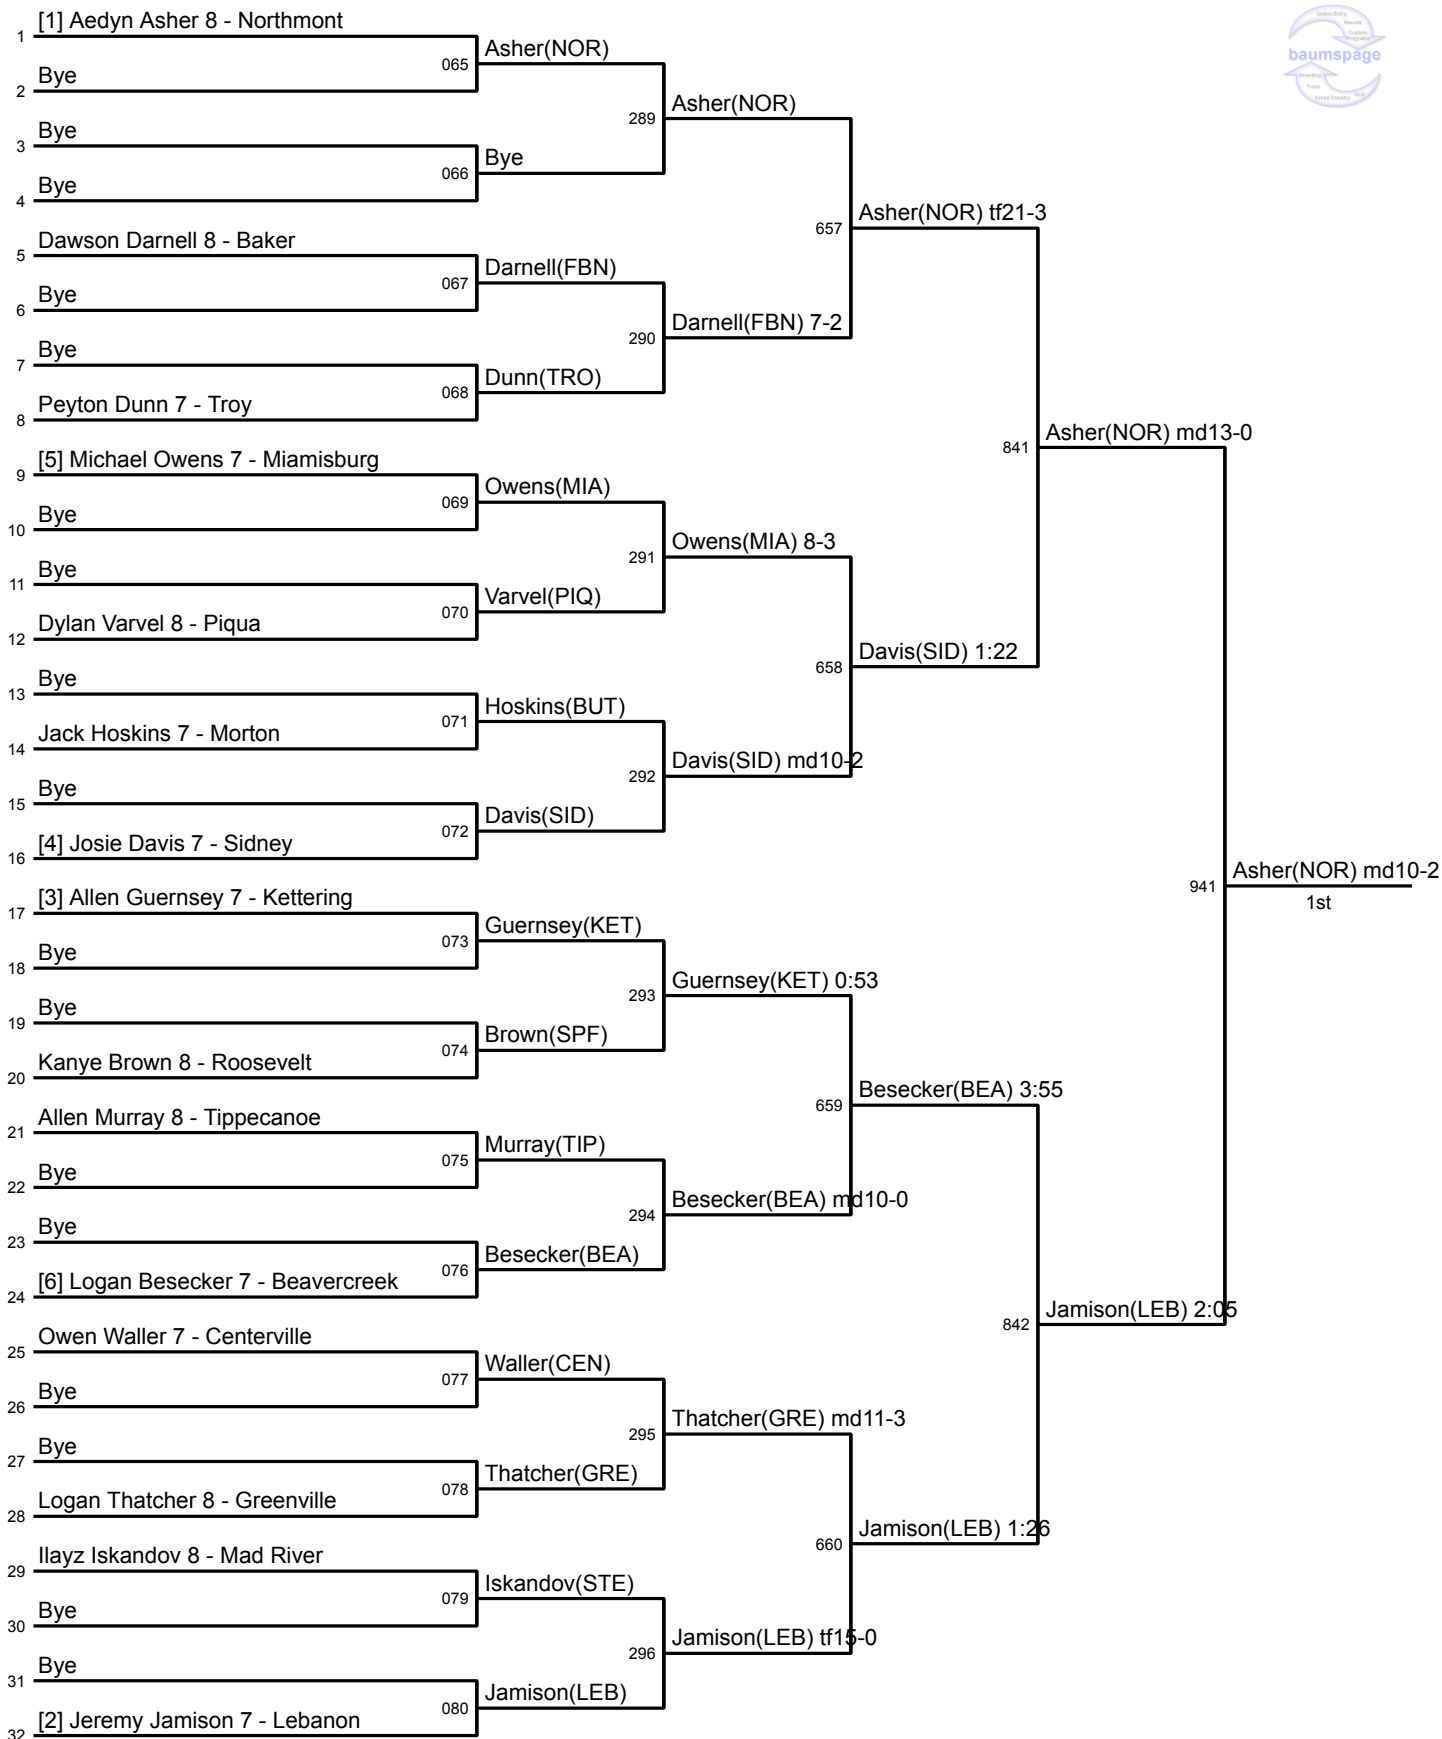 [1] Aedyn Asher 8 - Northmont
1
Bye
2
065
Asher(NOR)
Bye
3
Bye
4
066
Bye
289
Asher(NOR)
Dawson Darnell 8 - Baker
5
Bye
6
067
Darnell(FBN)
Bye
7
Peyton Dunn 7 - Troy
8
068
Dunn(TRO)
290
Darnell(FBN) 7-2
657
Asher(NOR) tf21-3
[5] Michael Owens 7 - Miamisburg
9
Bye
10
069
Owens(MIA)
Bye
11
Dylan Varvel 8 - Piqua
12
070
Varvel(PIQ)
291
Owens(MIA) 8-3
Bye
13
Jack Hoskins 7 - Morton
14
071
Hoskins(BUT)
Bye
15
[4] Josie Davis 7 - Sidney
16
072
Davis(SID)
292
Davis(SID) md10-2
658
Davis(SID) 1:22
841
Asher(NOR) md13-0
[3] Allen Guernsey 7 - Kettering
17
Bye
18
073
Guernsey(KET)
Bye
19
Kanye Brown 8 - Roosevelt
20
074
Brown(SPF)
293
Guernsey(KET) 0:53
Allen Murray 8 - Tippecanoe
21
Bye
22
075
Murray(TIP)
Bye
23
[6] Logan Besecker 7 - Beavercreek
24
076
Besecker(BEA)
294
Besecker(BEA) md10-0
659
Besecker(BEA) 3:55
Owen Waller 7 - Centerville
25
Bye
26
077
Waller(CEN)
Bye
27
Logan Thatcher 8 - Greenville
28
078
Thatcher(GRE)
295
Thatcher(GRE) md11-3
Ilayz Iskandov 8 - Mad River
29
Bye
30
079
Iskandov(STE)
Bye
31
[2] Jeremy Jamison 7 - Lebanon
32
080
Jamison(LEB)
296
Jamison(LEB) tf15-0
660
Jamison(LEB) 1:26
842
Jamison(LEB) 2:05
941
Asher(NOR) md10-2
1st
Online Entry
Results
Custom
Programs
baumspage
Wrestling
Track
Cross Country
Golf